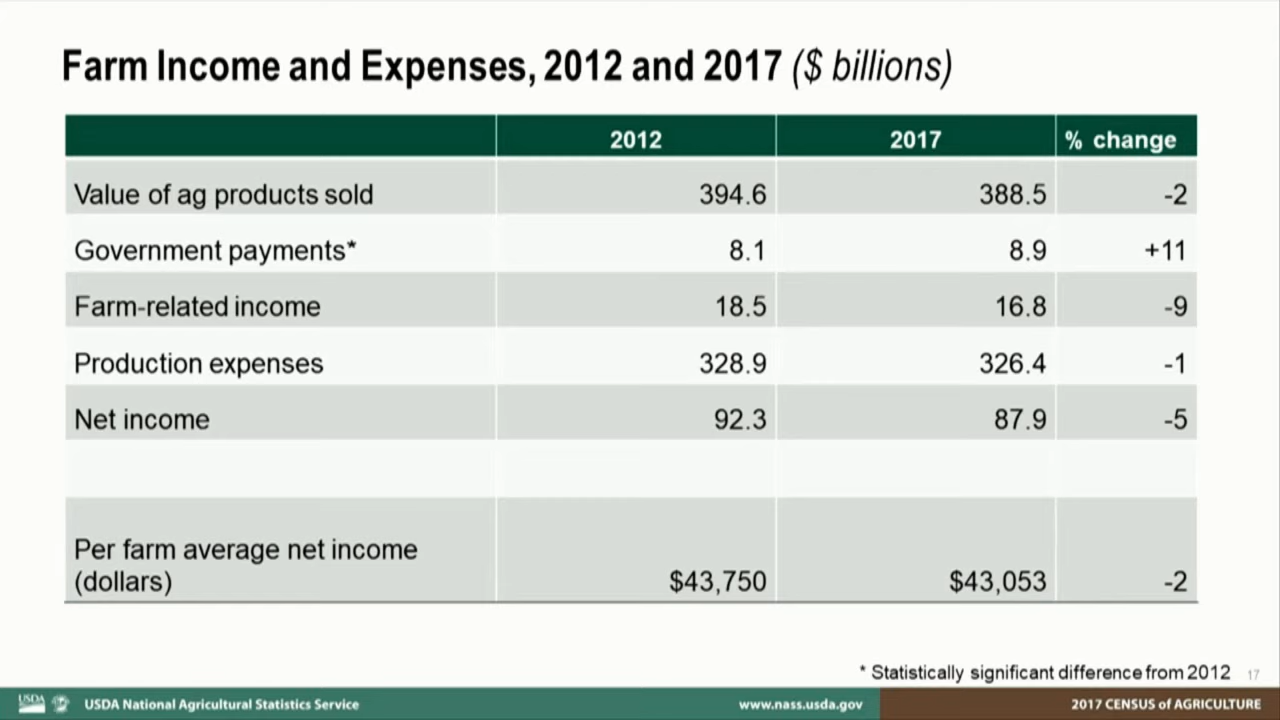 Farm Income and Expenses, 2012 and 2017 ($ billions)
2012 2017 % change
Value of ag products sold 394.6 388.5 -2
Government payments* 8.1 8.9 +11
Farm-related income 18.5 16.8 -9
Production expenses 328.9 326.4 -1
Net income 92.3 87.9 -5
Per farm average net income
(dollars) $43,750 $43,053 -2
* Statistically significant difference from 2012 17
USDA USDA National Agricultural Statistics Service www.nass.usda.gov 2017 CENSUS of AGRICULTURE